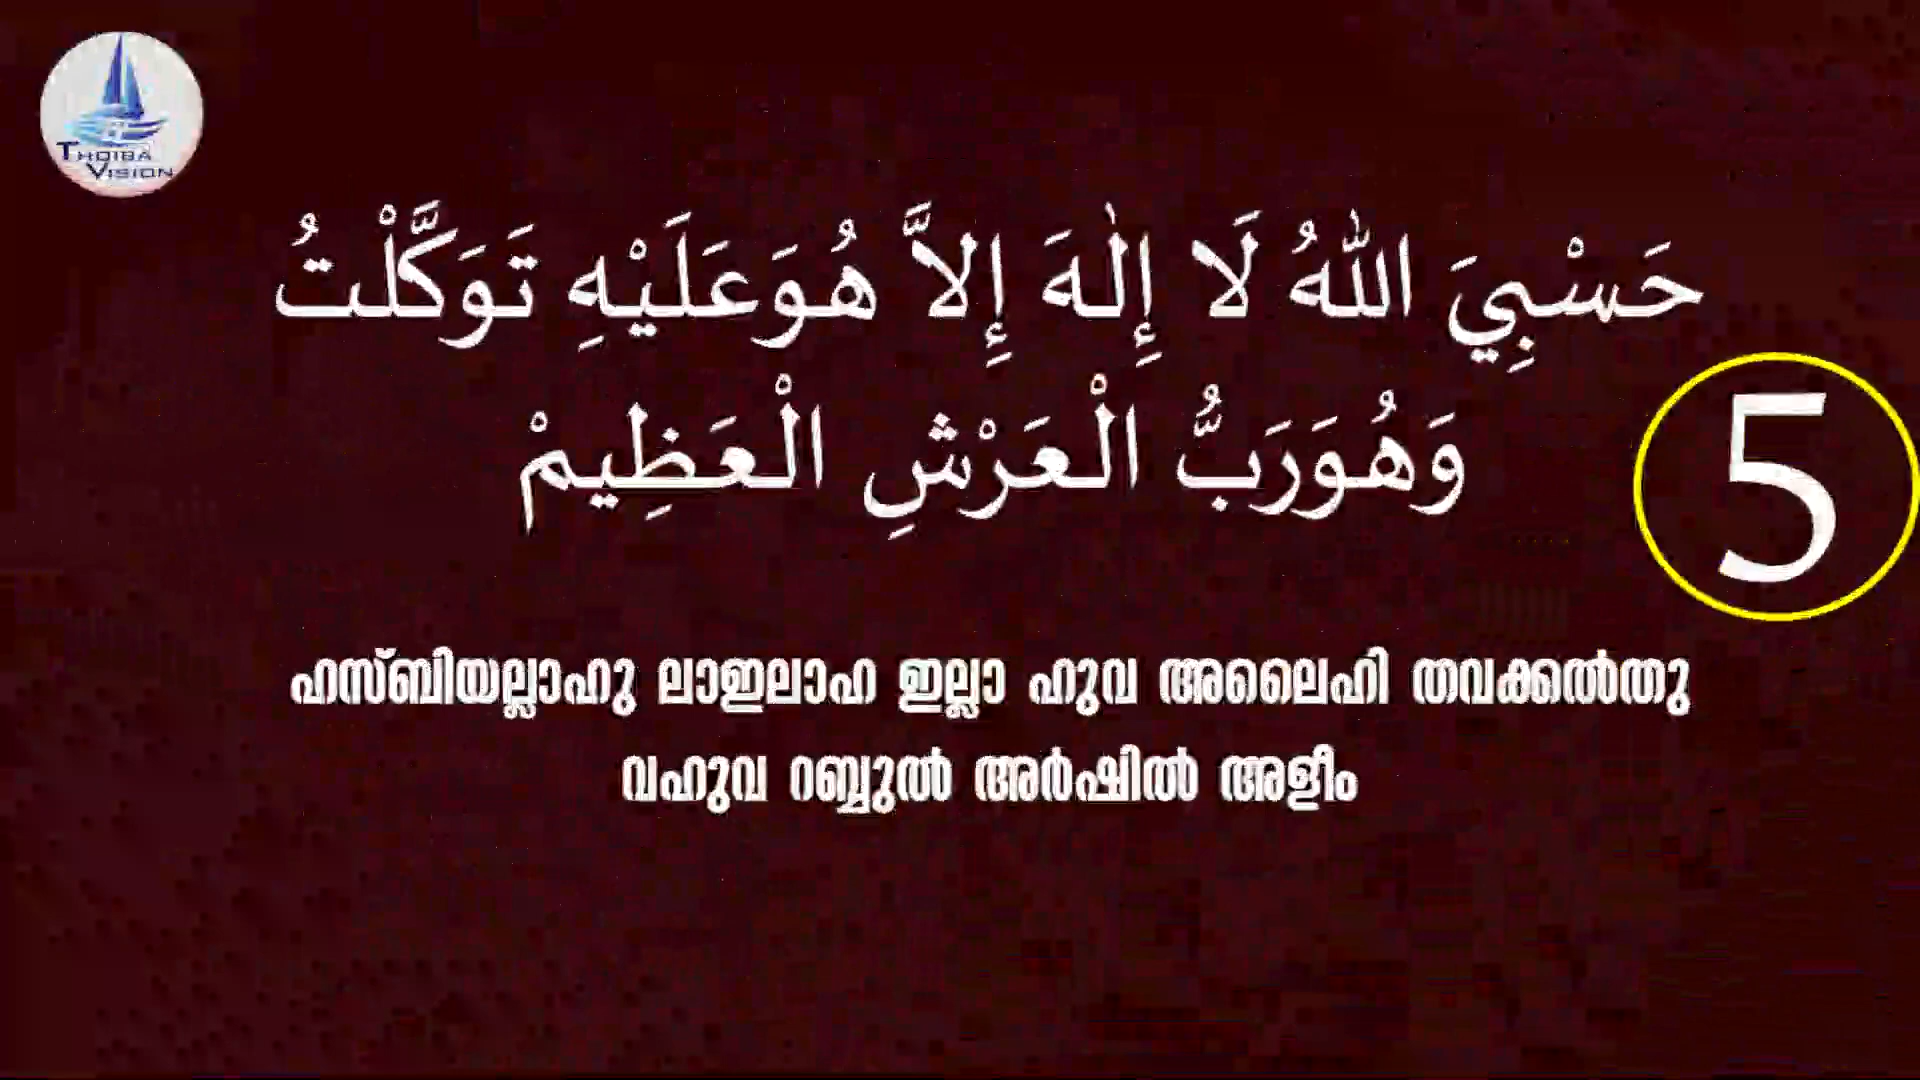 THOIBA
VISION
حَسْبِيَ اللّٰهُ لَا إِلٰهَ إِلاَّ هُوَعَلَيْهِ تَوَكَّلْتُ
وَهُوَرَبُّ الْعَرْشِ الْعَظِيمْ
5
ഹസ്ബിയല്ലാഹു ലാഇലാഹ ഇല്ലാ ഹുവ അലൈഹി തവക്കൽതു
വഹുവ റബ്ബുൽ അർഷിൽ അളീം